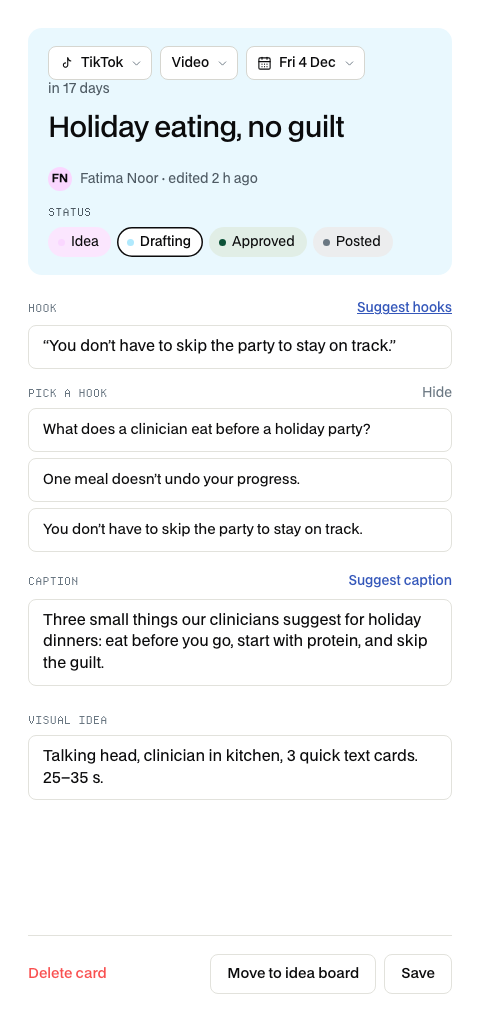 TikTok Video Fri 4 Dec
in 17 days
Holiday eating, no guilt
FN Fatima Noor · edited 2 h ago
STATUS
Idea Drafting Approved Posted
HOOK Suggest hooks
“You don’t have to skip the party to stay on track.”
PICK A HOOK Hide
What does a clinician eat before a holiday party?
One meal doesn’t undo your progress.
You don’t have to skip the party to stay on track.
CAPTION Suggest caption
Three small things our clinicians suggest for holiday
dinners: eat before you go, start with protein, and skip
the guilt.
VISUAL IDEA
Talking head, clinician in kitchen, 3 quick text cards.
25–35 s.
Delete card Move to idea board Save